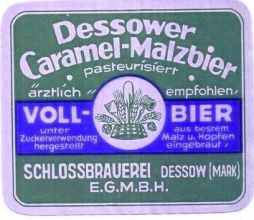 Dessower
Caramel-Malzbier
pasteurisiert
ärztlich empfohlen
VOLL-BIER
unter Zuckerverwendung hergestellt
aus bestem Malz u. Hopfen eingebraut
SCHLOSSBRAUEREI DESSOW (MARK)
E.G.M.B.H.